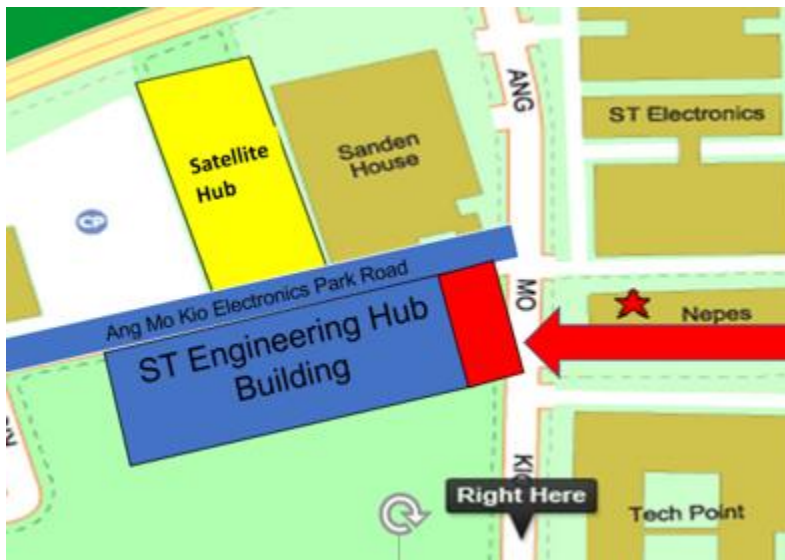 ANG
ST Electronics
Satellite
Hub
Sanden
House
CP
Ang Mo Kio Electronics Park Road
MO
ST Engineering Hub
Building
Nepes
KIO
Right Here
Tech Point